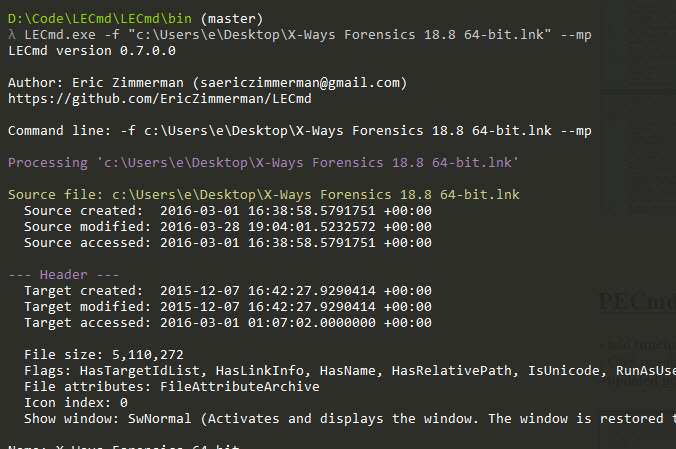 D:\Code\LECmd\LECmd\bin (master)
λ LECmd.exe -f "c:\Users\e\Desktop\X-Ways Forensics 18.8 64-bit.lnk" --mp
LECmd version 0.7.0.0
Author: Eric Zimmerman (saericzimmerman@gmail.com)
https://github.com/EricZimmerman/LECmd
Command line: -f c:\Users\e\Desktop\X-Ways Forensics 18.8 64-bit.lnk --mp
Processing 'c:\Users\e\Desktop\X-Ways Forensics 18.8 64-bit.lnk'
Source file: c:\Users\e\Desktop\X-Ways Forensics 18.8 64-bit.lnk
Source created:  2016-03-01 16:38:58.5791751 +00:00
Source modified: 2016-03-28 19:04:01.5232572 +00:00
Source accessed: 2016-03-01 16:38:58.5791751 +00:00
--- Header ---
Target created:  2015-12-07 16:42:27.9290414 +00:00
Target modified: 2015-12-07 16:42:27.9290414 +00:00
Target accessed: 2016-03-01 01:07:02.0000000 +00:00
File size: 5,110,272
Flags: HasTargetIdList, HasLinkInfo, HasName, HasRelativePath, IsUnicode, RunAsUse
File attributes: FileAttributeArchive
Icon index: 0
Show window: SwNormal (Activates and displays the window. The window is restored t
Name: X-Ways Forensics 64-bit
PECmd